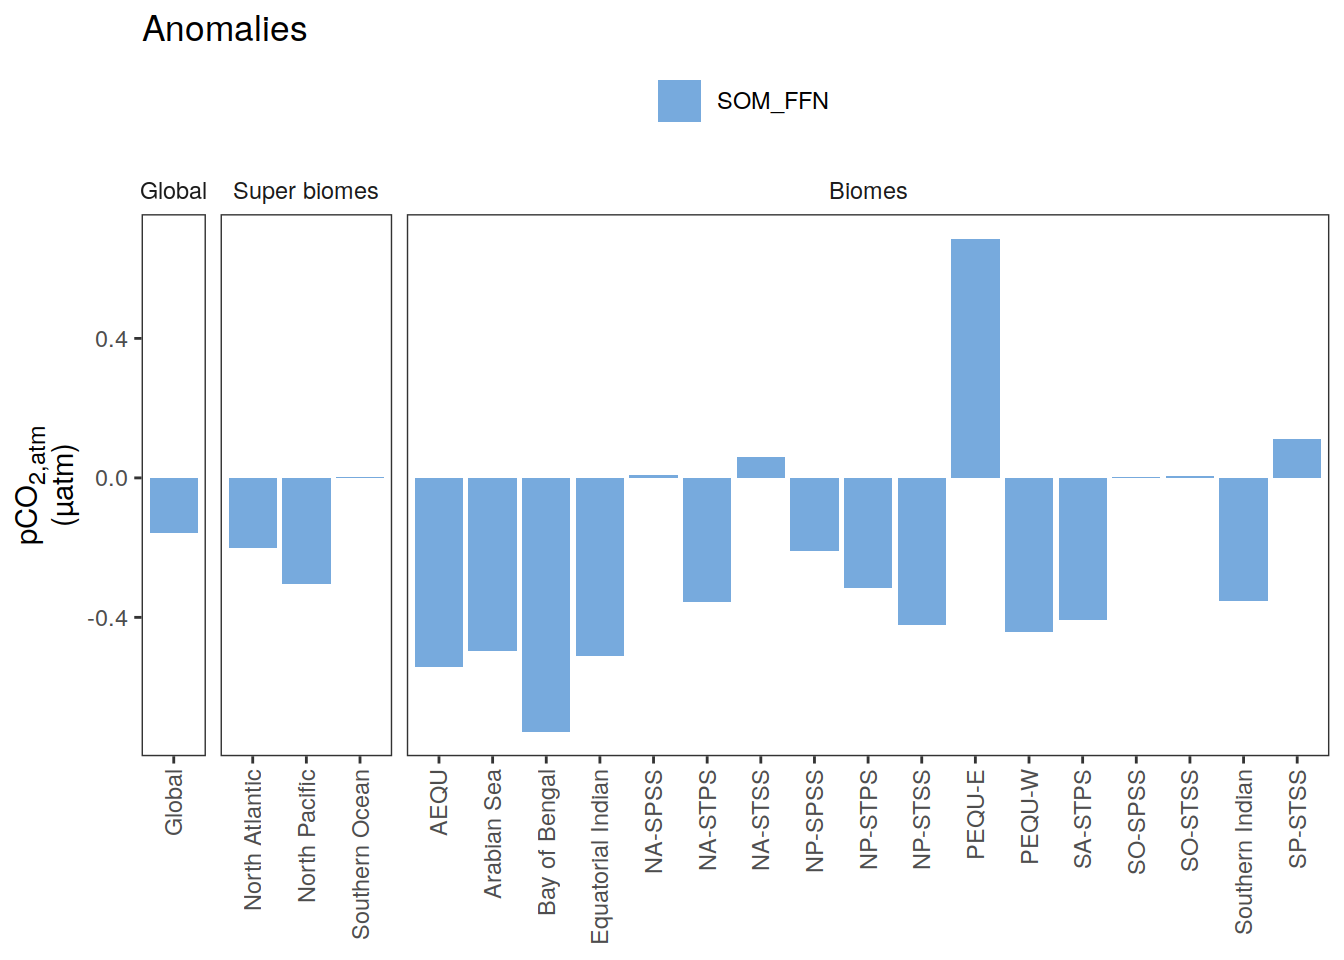 Anomalies
SOM_FFN
Global
Super biomes
Biomes
pCO2,atm
(µatm)
0.4
0.0
-0.4
Global
North Atlantic
North Pacific
Southern Ocean
AEQU
Arabian Sea
Bay of Bengal
Equatorial Indian
NA-SPSS
NA-STPS
NA-STSS
NP-SPSS
NP-STPS
NP-STSS
PEQU-E
PEQU-W
SA-STPS
SO-SPSS
SO-STSS
Southern Indian
SP-STSS